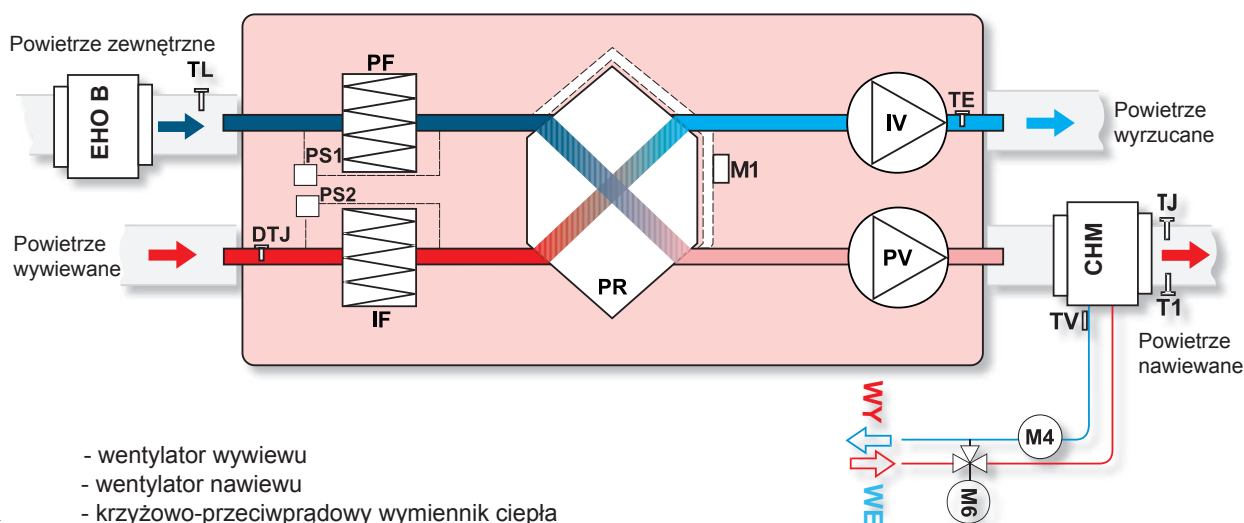 Powietrze zewnętrzne
TL
EHO B
PF
PS1
PS2
DTJ
Powietrze
wywiewane
IF
PR
M1
IV
TE
PV
Powietrze
wyrzucane
TJ
CHM
T1
TV
Powietrze
nawiewane
WY
WE
M4
M6
- wentylator wywiewu
- wentylator nawiewu
- krzyżowo-przeciwprądowy wymiennik ciepła